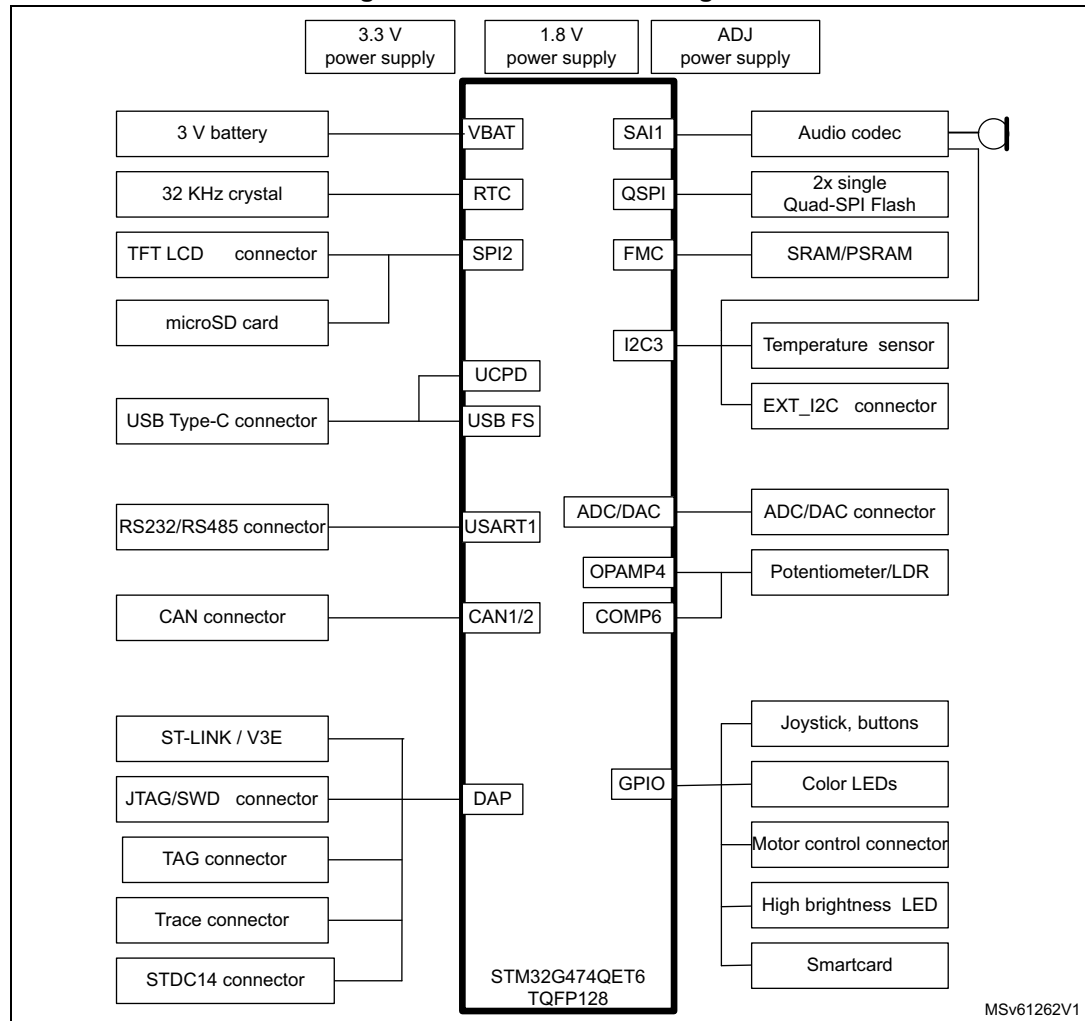 3.3 V
power supply
1.8 V
power supply
ADJ
power supply
3 V battery
VBAT
SAI1
Audio codec
32 KHz crystal
RTC
QSPI
2x single
Quad-SPI Flash
TFT LCD connector
SPI2
FMC
SRAM/PSRAM
microSD card
I2C3
Temperature sensor
UCPD
USB Type-C connector
USB FS
EXT_I2C connector
RS232/RS485 connector
USART1
ADC/DAC
ADC/DAC connector
OPAMP4
Potentiometer/LDR
CAN connector
CAN1/2
COMP6
ST-LINK / V3E
Joystick, buttons
JTAG/SWD connector
DAP
GPIO
Color LEDs
TAG connector
Motor control connector
Trace connector
High brightness LED
STDC14 connector
STM32G474QET6
TQFP128
Smartcard
MSv61262V1